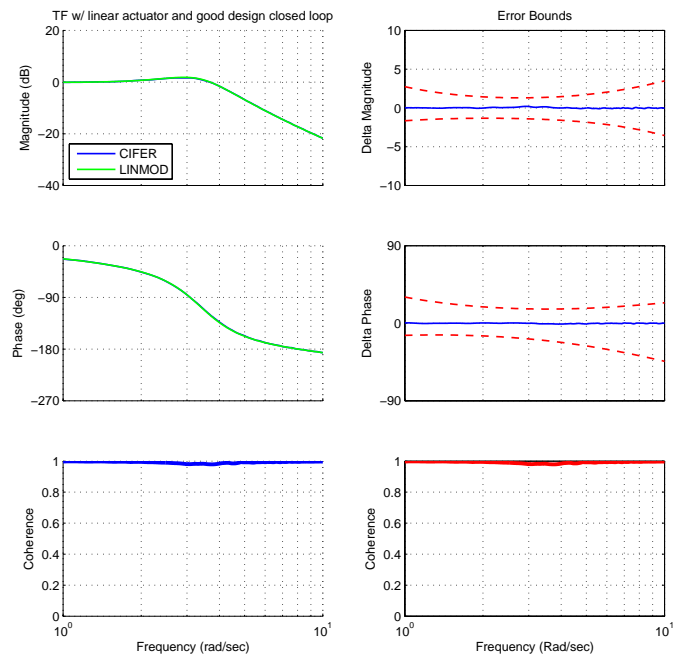 TF w/ linear actuator and good design closed loop
20
0
−20
−40
Magnitude (dB)
CIFER
LINMOD
Error Bounds
10
5
0
−5
−10
Delta Magnitude
0
−90
−180
−270
Phase (deg)
90
0
−90
Delta Phase
1
0.8
0.6
0.4
0.2
0
Coherence
10^0
10^1
Frequency (rad/sec)
1
0.8
0.6
0.4
0.2
0
Coherence
10^0
10^1
Frequency (Rad/sec)